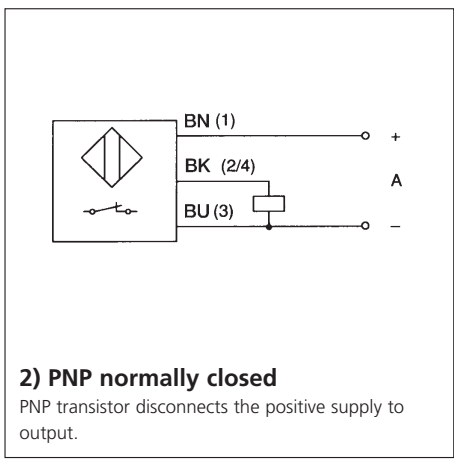 BN (1)
+
BK (2/4)
A
BU (3)
–
2) PNP normally closed
PNP transistor disconnects the positive supply to
output.